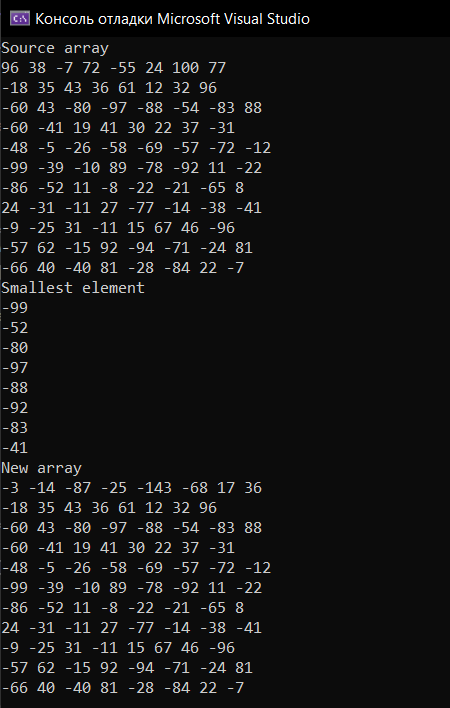 C:\ Консоль отладки Microsoft Visual Studio
Source array
96 38 -7 72 -55 24 100 77
-18 35 43 36 61 12 32 96
-60 43 -80 -97 -88 -54 -83 88
-60 -41 19 41 30 22 37 -31
-48 -5 -26 -58 -69 -57 -72 -12
-99 -39 -10 89 -78 -92 11 -22
-86 -52 11 -8 -22 -21 -65 8
24 -31 -11 27 -77 -14 -38 -41
-9 -25 31 -11 15 67 46 -96
-57 62 -15 92 -94 -71 -24 81
-66 40 -40 81 -28 -84 22 -7
Smallest element
-99
-52
-80
-97
-88
-92
-83
-41
New array
-3 -14 -87 -25 -143 -68 17 36
-18 35 43 36 61 12 32 96
-60 43 -80 -97 -88 -54 -83 88
-60 -41 19 41 30 22 37 -31
-48 -5 -26 -58 -69 -57 -72 -12
-99 -39 -10 89 -78 -92 11 -22
-86 -52 11 -8 -22 -21 -65 8
24 -31 -11 27 -77 -14 -38 -41
-9 -25 31 -11 15 67 46 -96
-57 62 -15 92 -94 -71 -24 81
-66 40 -40 81 -28 -84 22 -7